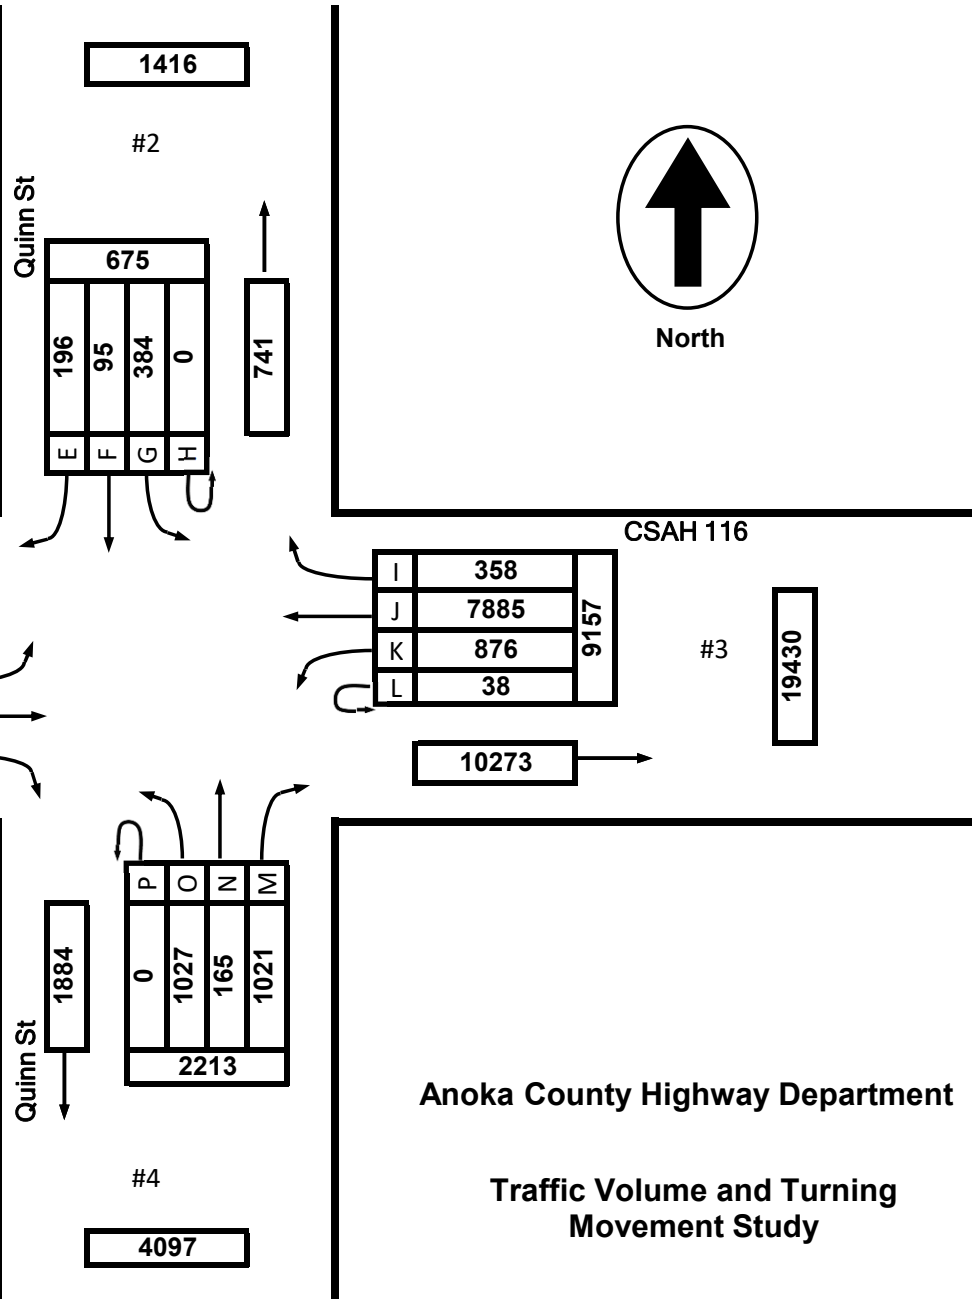 1416
#2
Quinn St
675
196
95
384
0
E
F
G
H
741
North
CSAH 116
I
358
J
7885
K
876
L
38
9157
#3
19430
10273
P
O
N
M
0
1027
165
1021
2213
1884
Quinn St
#4
4097
Anoka County Highway Department
Traffic Volume and Turning
Movement Study